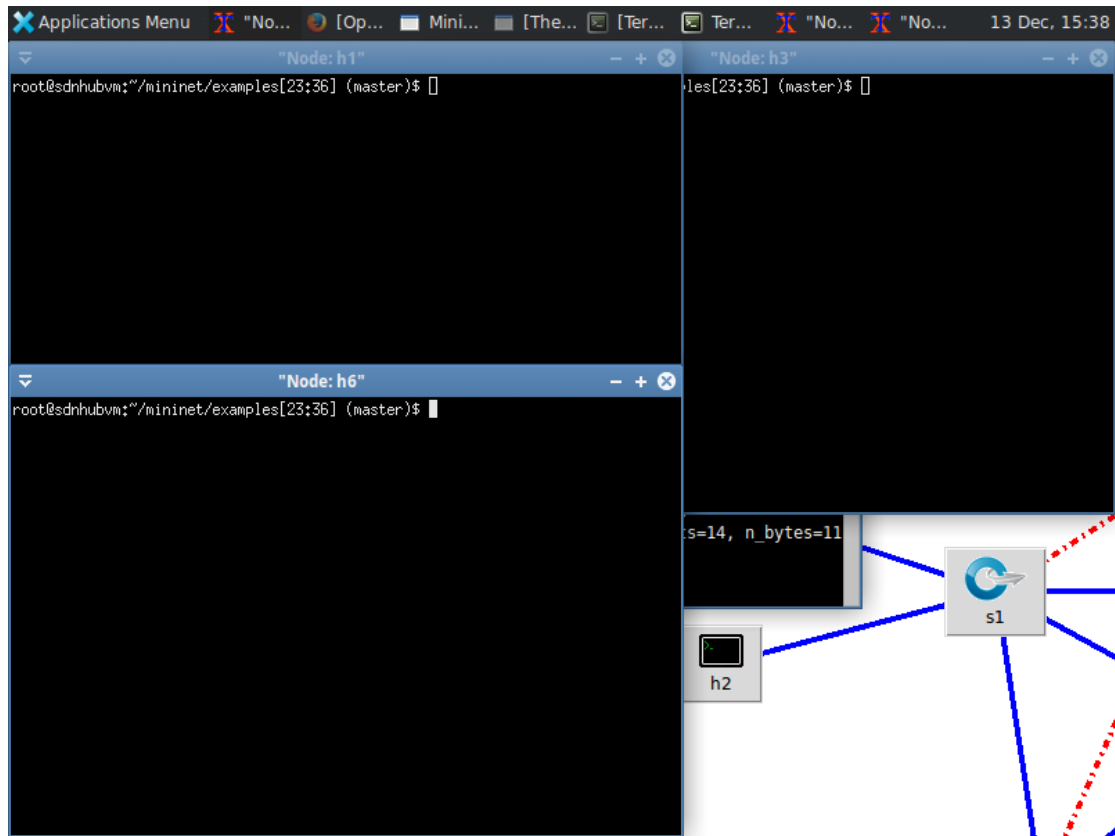 Applications Menu "No... [Op... Mini... [The... [Ter... Ter... "No... "No... 13 Dec, 15:38
"Node: h1"
root@sdnhubvm:~/mininet/examples[23:36] (master)$
"Node: h3"
les[23:36] (master)$
"Node: h6"
root@sdnhubvm:~/mininet/examples[23:36] (master)$
s=14, n_bytes=11
s1
h2